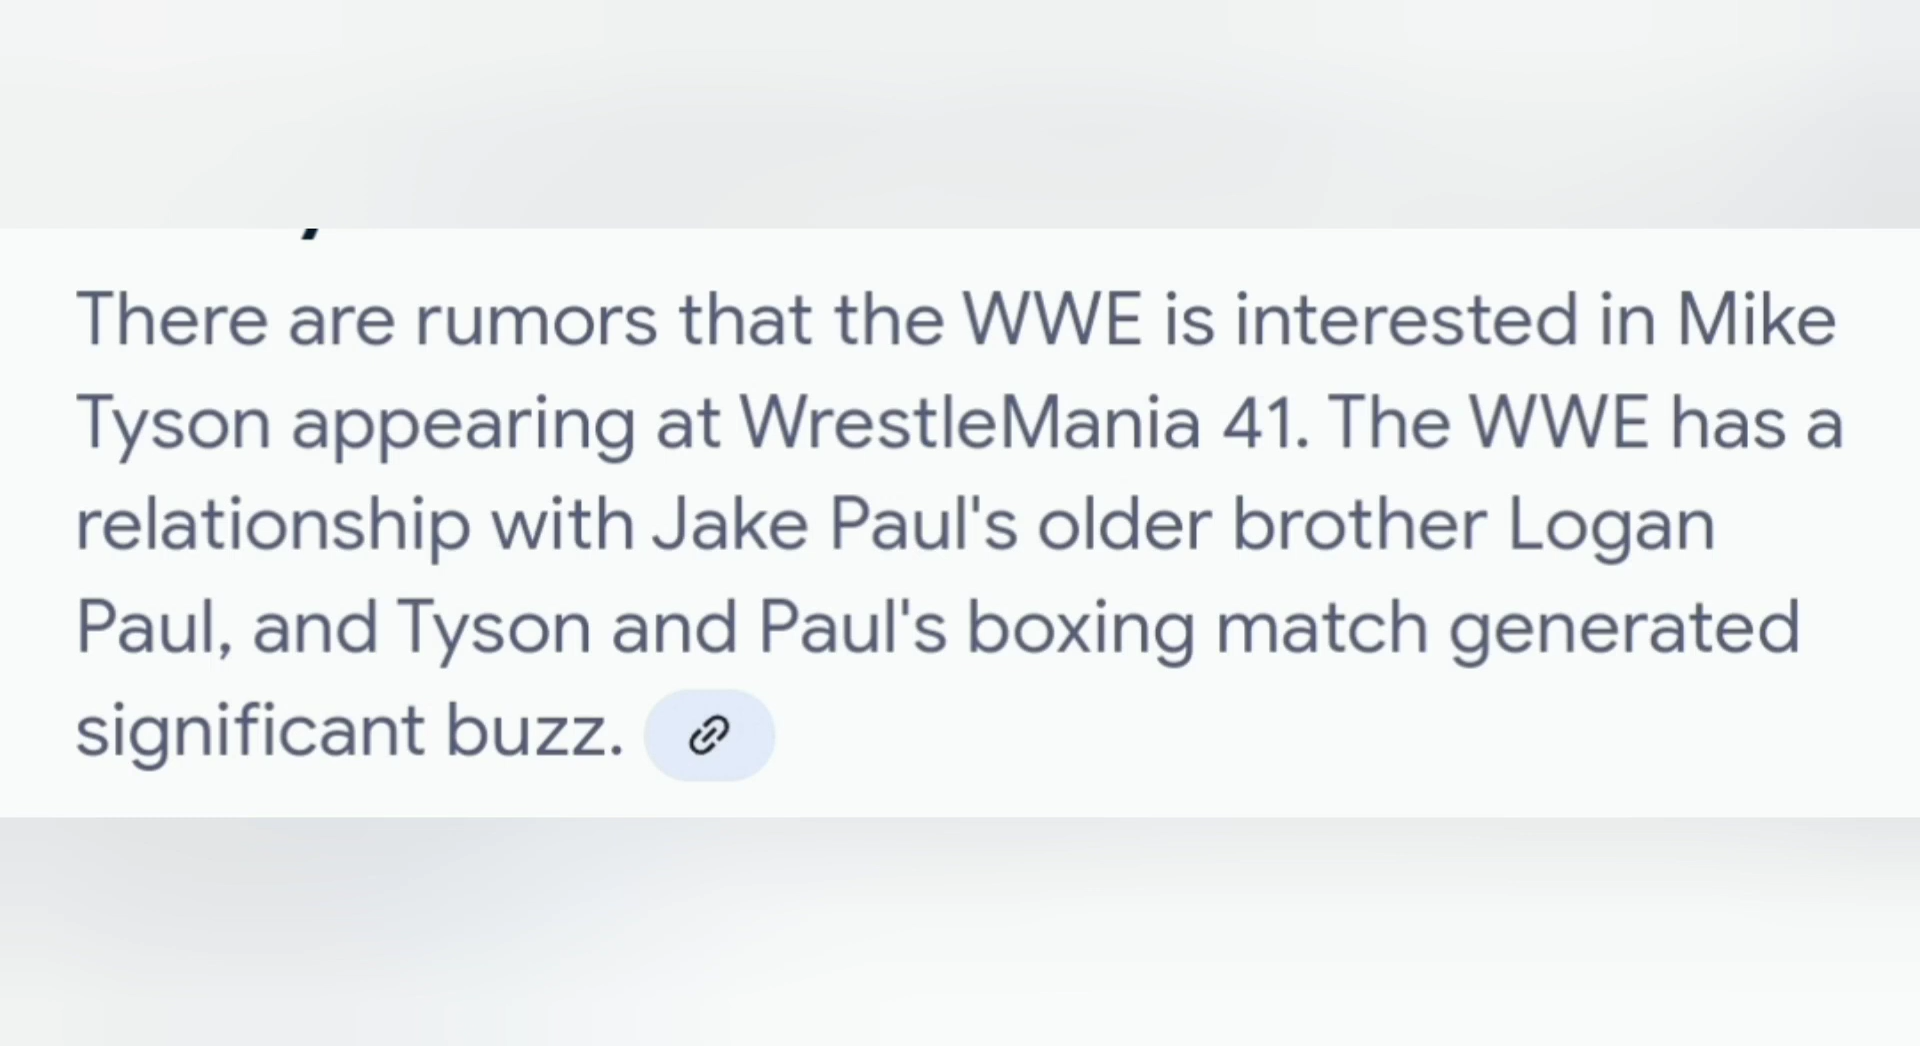 There are rumors that the WWE is interested in Mike
Tyson appearing at WrestleMania 41. The WWE has a
relationship with Jake Paul's older brother Logan
Paul, and Tyson and Paul's boxing match generated
significant buzz.